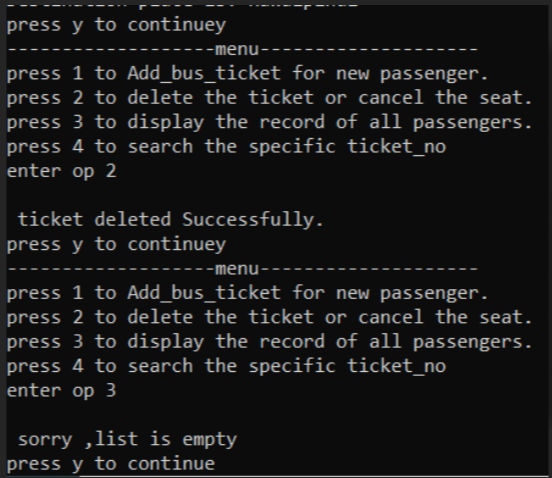 press y to continuey
-------------------menu--------------------
press 1 to Add_bus_ticket for new passenger.
press 2 to delete the ticket or cancel the seat.
press 3 to display the record of all passengers.
press 4 to search the specific ticket_no
enter op 2
ticket deleted Successfully.
press y to continuey
-------------------menu--------------------
press 1 to Add_bus_ticket for new passenger.
press 2 to delete the ticket or cancel the seat.
press 3 to display the record of all passengers.
press 4 to search the specific ticket_no
enter op 3
sorry ,list is empty
press y to continue